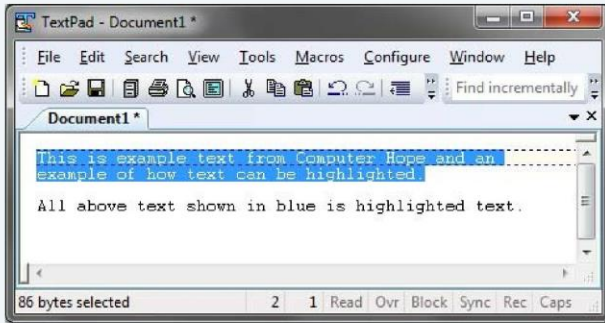 TextPad - Document1 *
File Edit Search View Tools Macros Configure Window Help
Find incrementally
Document1 *
This is example text from Computer Hope and an
example of how text can be highlighted.
All above text shown in blue is highlighted text.
86 bytes selected 2 1 Read Ovr Block Sync Rec Caps